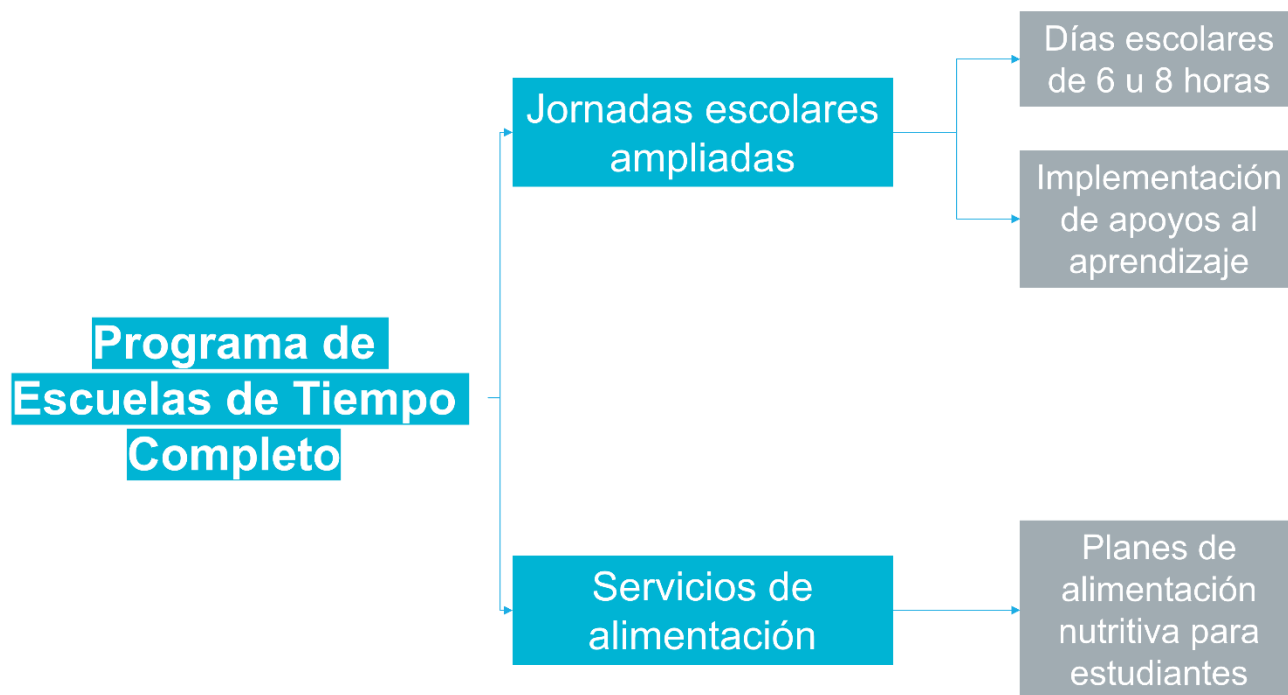 Días escolares
de 6 u 8 horas
Jornadas escolares
ampliadas
Implementación
de apoyos al
aprendizaje
Programa de
Escuelas de Tiempo
Completo
Servicios de
alimentación
Planes de
alimentación
nutritiva para
estudiantes